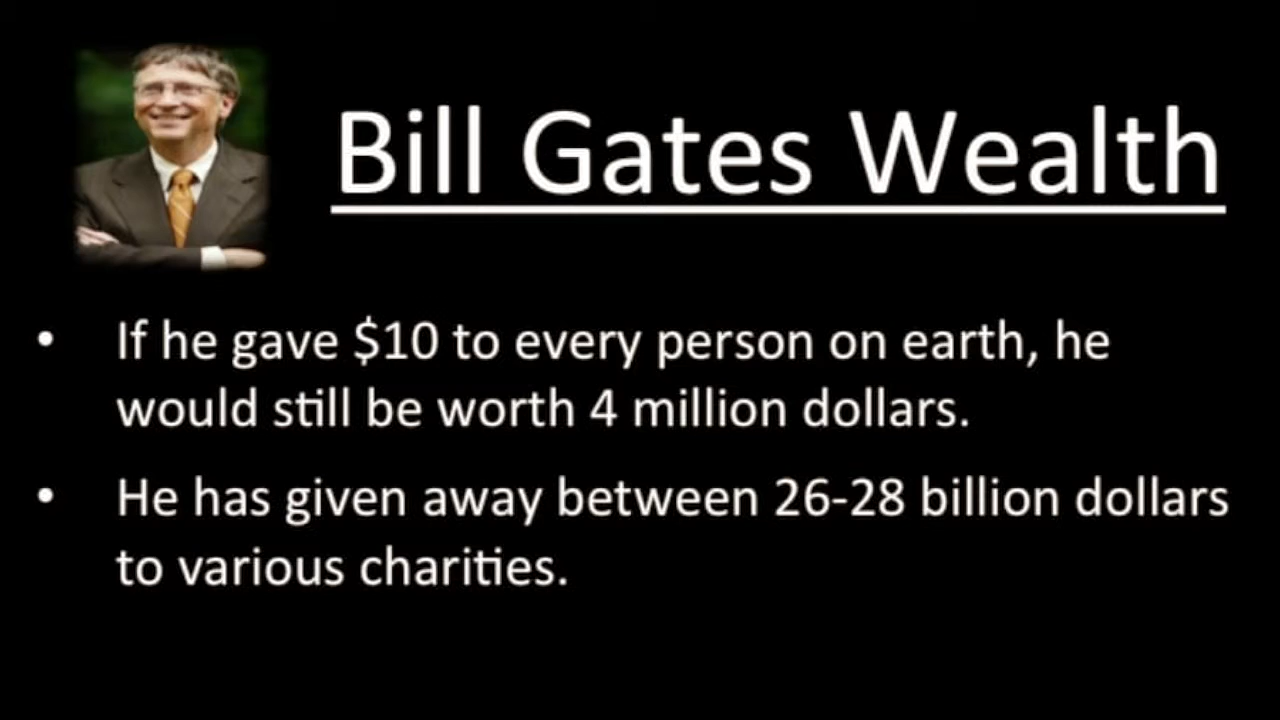 Bill Gates Wealth
• If he gave $10 to every person on earth, he
would still be worth 4 million dollars.
• He has given away between 26-28 billion dollars
to various charities.